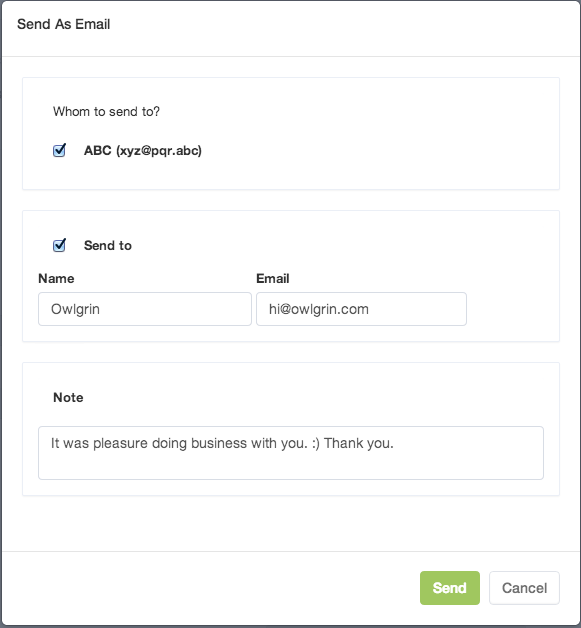 Send As Email
Whom to send to?
ABC (xyz@pqr.abc)
Send to
Name Email
Owlgrin hi@owlgrin.com
Note
It was pleasure doing business with you. :) Thank you.
Send Cancel